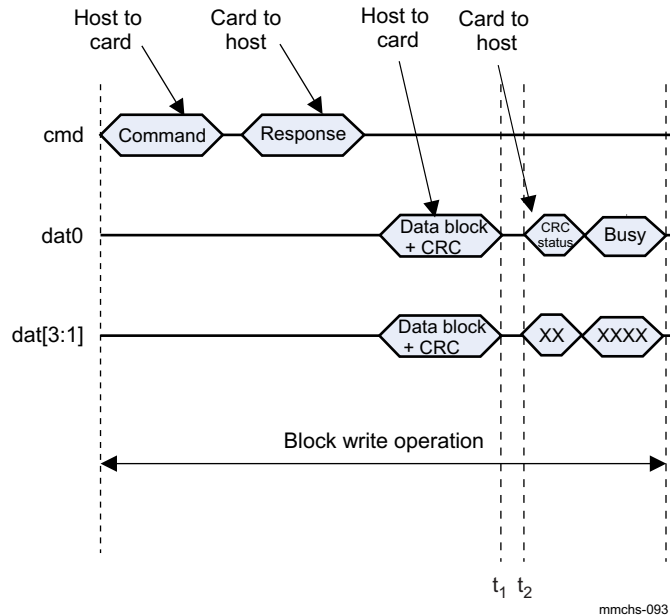 Host to
card
Card to
host
Host to
card
Card to
host
cmd
Command
Response
dat0
Data block
+ CRC
CRC
status
Busy
dat[3:1]
Data block
+ CRC
XX
XXXX
Block write operation
t1 t2
mmchs-093